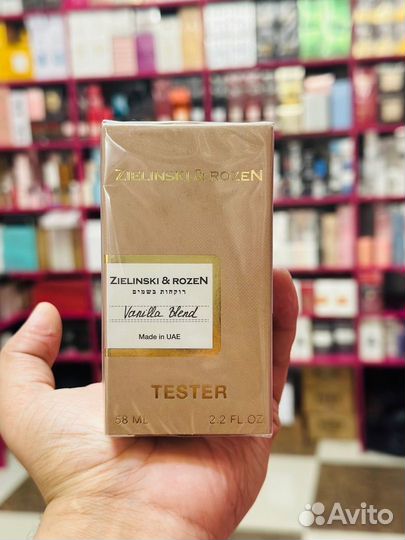 ZIELINSKI & ROZEN
ZIELINSKI & ROZEN
רוקחות בשמים
Vanilla Blend
Made in UAE
TESTER
58 ML 2.2 FL OZ
Avito